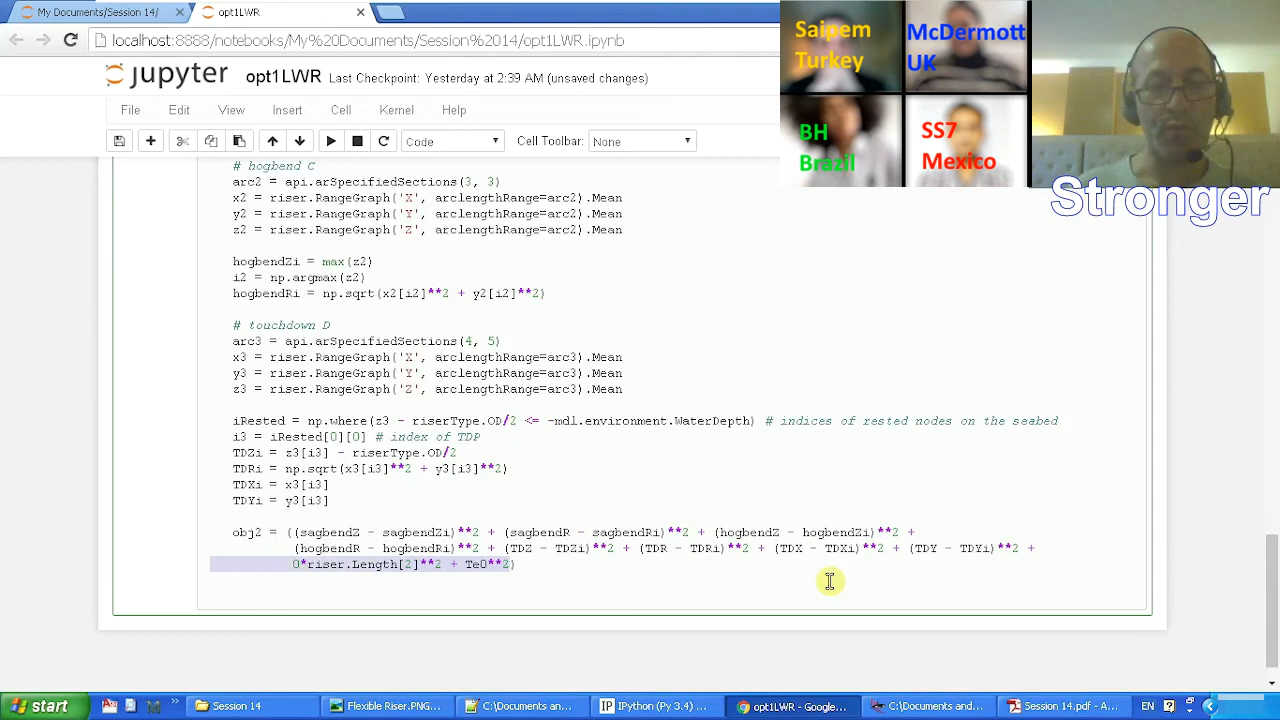 My Documents/Session 14/
opt1LWR
Saipem
Turkey
McDermott
UK
BH
Brazil
SS7
Mexico
Stronger
jupyter opt1LWR Last Checkpoint: Yesterday at 2:39 AM (unsaved changes)
File Edit View Insert Cell Kernel Help
Code Cell Toolbar: None
# hogbend C
arc2 = api.arSpecifiedSections(3, 3)
x2 = riser.RangeGraph('X', arclengthRange=arc2).Mean
y2 = riser.RangeGraph('Y', arclengthRange=arc2).Mean
z2 = riser.RangeGraph('Z', arclengthRange=arc2).Mean
hogbendZi = max(z2)
i2 = np.argmax(z2)
hogbendRi = np.sqrt(x2[i2]**2 + y2[i2]**2)
# touchdown D
arc3 = api.arSpecifiedSections(4, 5)
x3 = riser.RangeGraph('X', arclengthRange=arc3).Mean
y3 = riser.RangeGraph('Y', arclengthRange=arc3).Mean
z3 = riser.RangeGraph('Z', arclengthRange=arc3).Mean
iRested = np.where(z3 - riserType.OD/2 <= -mdl.environment.WaterDepth) # indices of rested nodes on the seabed
i3 = iRested[0][0] # index of TDP
TDZi = z3[i3] - riserType.OD/2
TDRi = np.sqrt(x3[i3]**2 + y3[i3]**2)
TDXi = x3[i3]
TDYi = y3[i3]
obj2 = ((sagbendZ - sagbendZi)**2 + (sagbendR - sagbendRi)**2 + (hogbendZ - hogbendZi)**2 +
(hogbendR - hogbendRi)**2 + (TDZ - TDZi)**2 + (TDR - TDRi)**2 + (TDX - TDXi)**2 + (TDY - TDYi)**2 +
0*riser.Length[2]**2 + Te0**2)
start
Session 14
Flexible Riser.PNG...
C:\Documents an...
IPython (Py 3.4) ...
opt1LWR - Google...
C:\Documents and...
Session 14.pdf - A...
EN